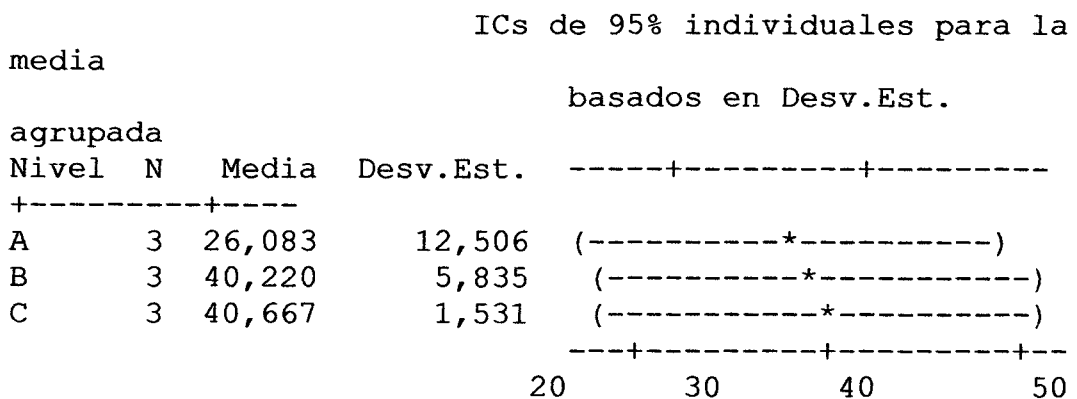 ICs de 95% individuales para la
media
basados en Desv.Est.
agrupada
Nivel  N   Media  Desv.Est.  -----+---------+---------
+---------+----
A      3  26,083     12,506  (----------*----------)
B      3  40,220      5,835   (----------*-----------)
C      3  40,667      1,531   (-----------*----------)
---+----------+----------+--
20        30        40        50